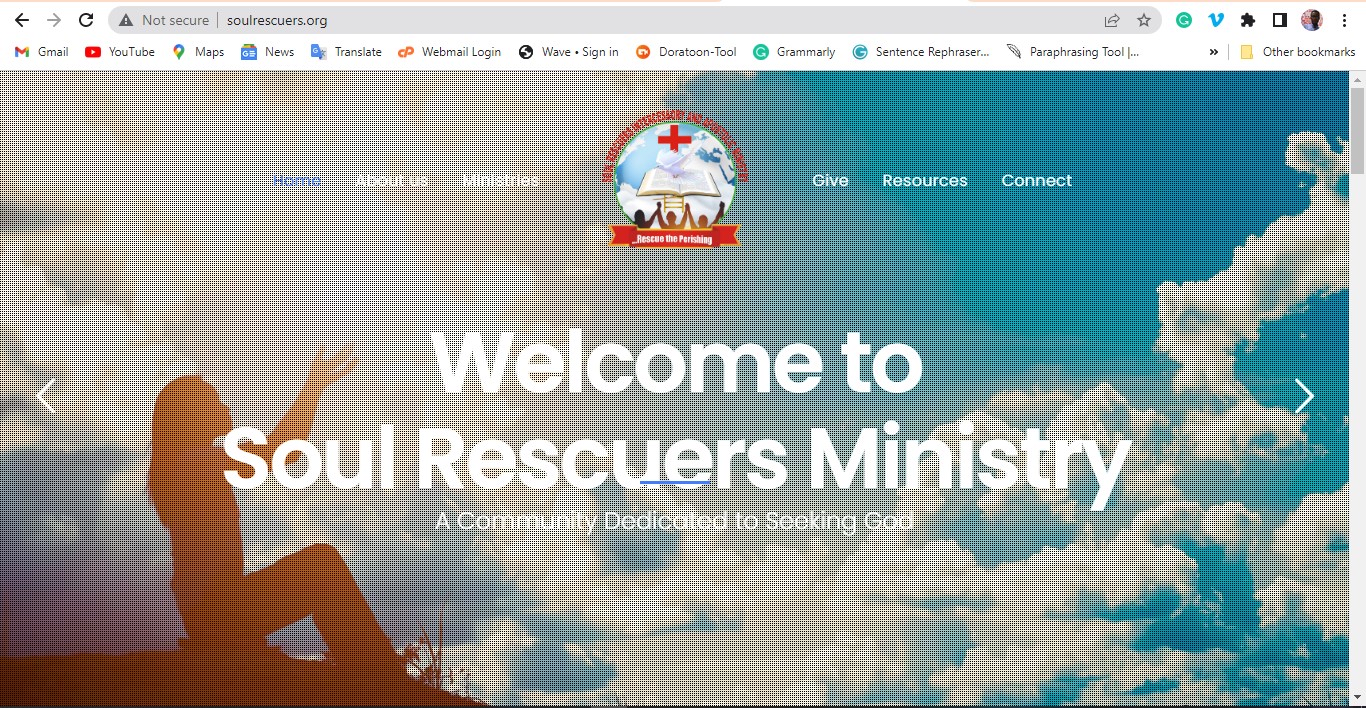 Not secure | soulrescuers.org
Gmail YouTube Maps News Translate Webmail Login Wave • Sign in Doratoon-Tool Grammarly Sentence Rephraser... Paraphrasing Tool |... » Other bookmarks
Home About Us Ministries Give Resources Connect
...Rescue the Perishing
Welcome to
Soul Rescuers Ministry
A Community Dedicated to Seeking God